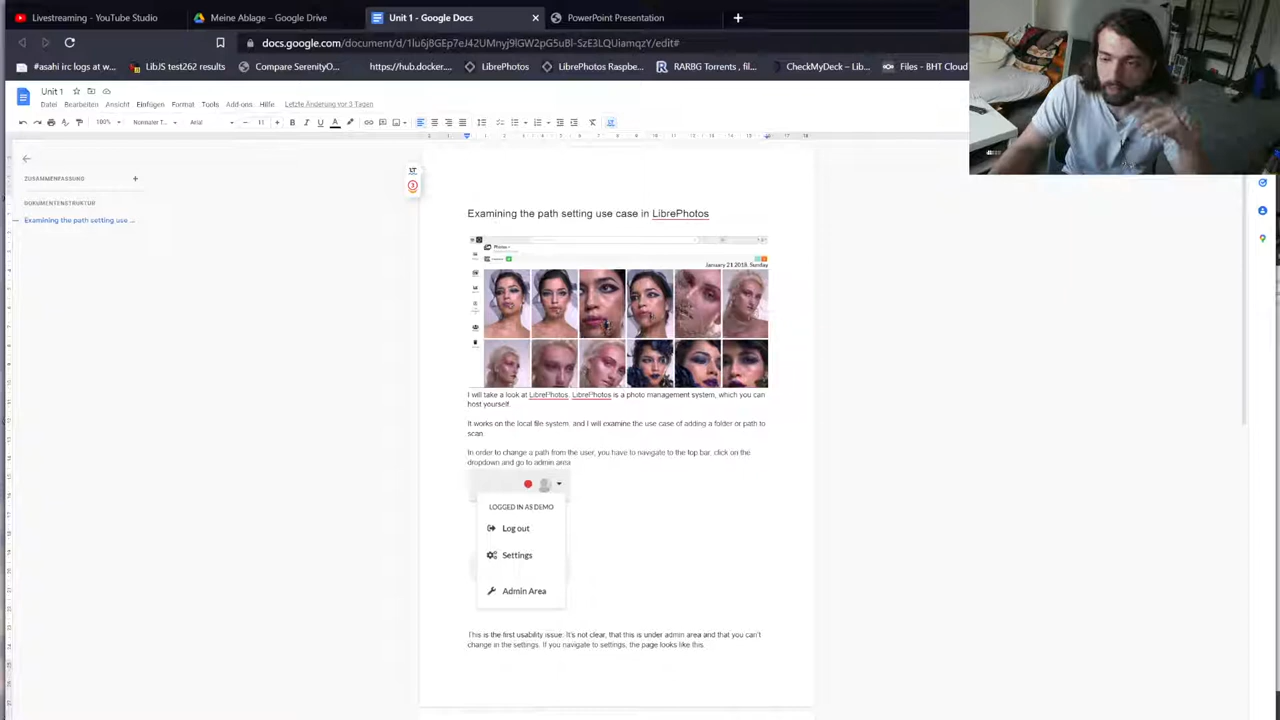 Livestreaming – YouTube Studio
Meine Ablage – Google Drive
Unit 1 - Google Docs
PowerPoint Presentation
#asahi irc logs at w...
LibJS test262 results
Compare SerenityO...
https://hub.docker....
LibrePhotos
LibrePhotos Raspbe...
RARBG Torrents , fil...
CheckMyDeck – Lib...
Files - BHT Cloud
Unit 1
Datei Bearbeiten Ansicht Einfügen Format Tools Add-ons Hilfe Letzte Änderung vor 3 Tagen
100% Normaler T... Arial 11
ZUSAMMENFASSUNG
DOKUMENTENSTRUKTUR
Examining the path setting use ...
Examining the path setting use case in LibrePhotos
Photos
January 21 2018, Sunday
I will take a look at LibrePhotos. LibrePhotos is a photo management system, which you can
host yourself.
It works on the local file system. and I will examine the use case of adding a folder or path to
scan
In order to change a path from the user, you have to navigate to the top bar, click on the
dropdown and go to admin area
LOGGED IN AS DEMO
Log out
Settings
Admin Area
This is the first usability issue: It's not clear, that this is under admin area and that you can't
change in the settings. If you navigate to settings, the page looks like this.